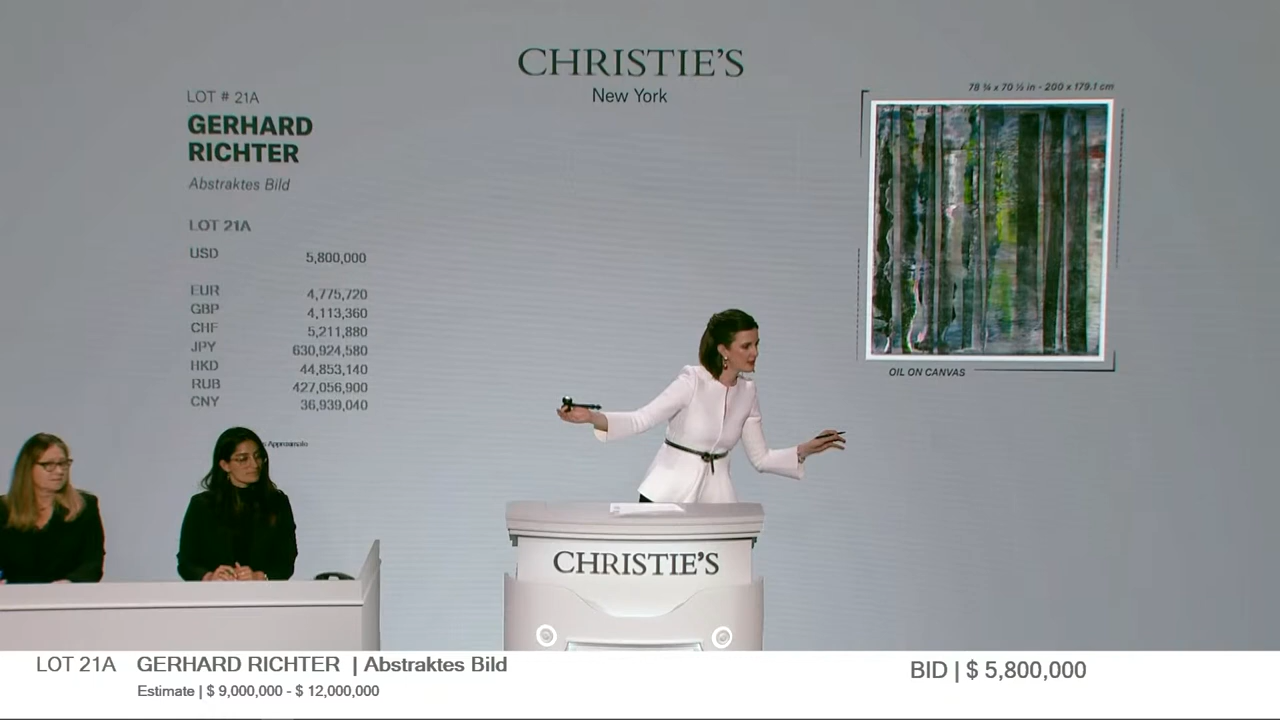 CHRISTIE'S
New York
LOT # 21A
GERHARD
RICHTER
Abstraktes Bild
LOT 21A
USD 5,800,000
EUR 4,775,720
GBP 4,113,360
CHF 5,211,880
JPY 630,924,580
HKD 44,853,140
RUB 427,056,900
CNY 36,939,040
Approximate
78 ¾ x 70 ½ in - 200 x 179.1 cm
OIL ON CANVAS
CHRISTIE'S
LOT 21A GERHARD RICHTER | Abstraktes Bild
Estimate | $ 9,000,000 - $ 12,000,000
BID | $ 5,800,000